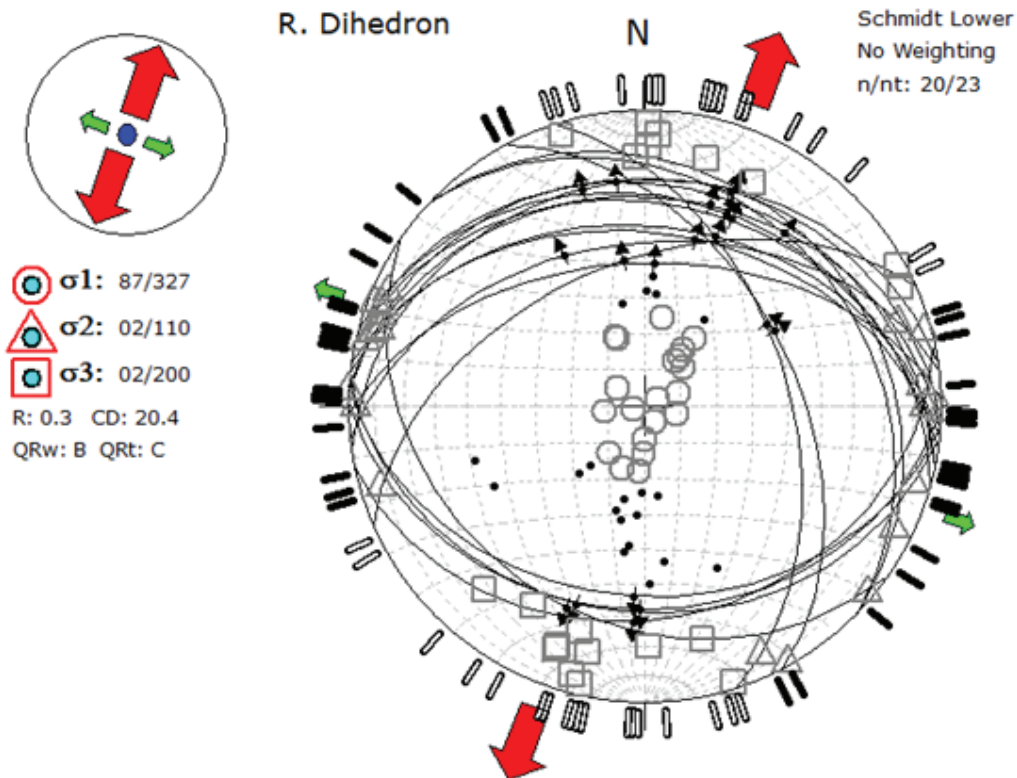 R. Dihedron
N
Schmidt Lower
No Weighting
n/nt: 20/23
σ1: 87/327
σ2: 02/110
σ3: 02/200
R: 0.3 CD: 20.4
QRw: B QRt: C